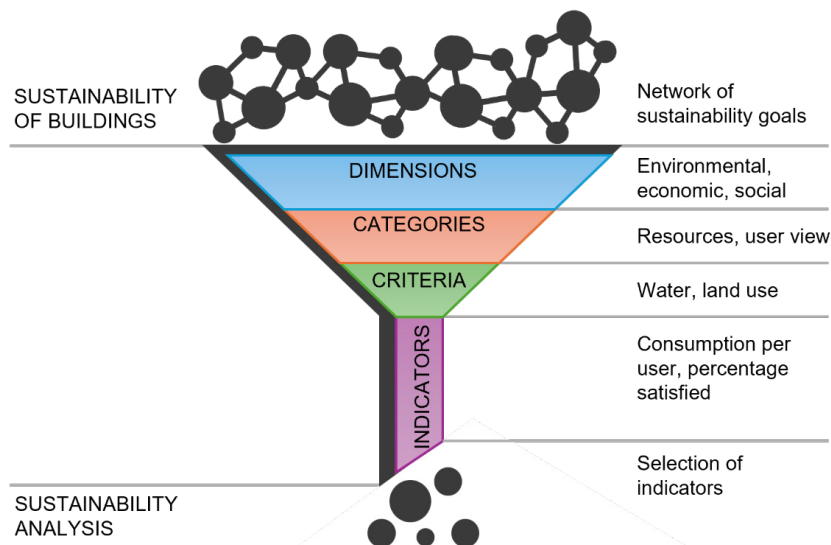 SUSTAINABILITY
OF BUILDINGS
Network of
sustainability goals
DIMENSIONS
Environmental,
economic, social
CATEGORIES
Resources, user view
CRITERIA
Water, land use
INDICATORS
Consumption per
user, percentage
satisfied
Selection of
indicators
SUSTAINABILITY
ANALYSIS